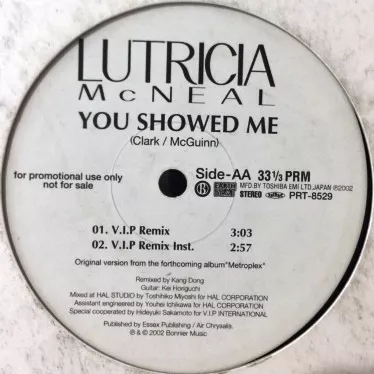 LUTRICIA
McNEAL
YOU SHOWED ME
(Clark / McGuinn)
for promotional use only
not for sale
Side-AA 33 1/3 PRM
MFD.BY TOSHIBA EMI LTD,JAPAN ℗2002
STEREO PRT-8529
01. V.I.P Remix 3:03
02. V.I.P Remix Inst. 2:57
Original version from the forthcoming album"Metroplex"
Remixed by Kang Dong
Guitar: Kei Horiguchi
Mixed at HAL STUDIO by Toshihiko Miyoshi for HAL CORPORATION
Assistant engineered by Youhei Ichikawa for HAL CORPORATION
Special cooperated by Hideyuki Sakamoto for V.I.P INTERNATIONAL
Published by Essex Publishing / Air Chrysalis.
℗ & © 2002 Bonnier Music